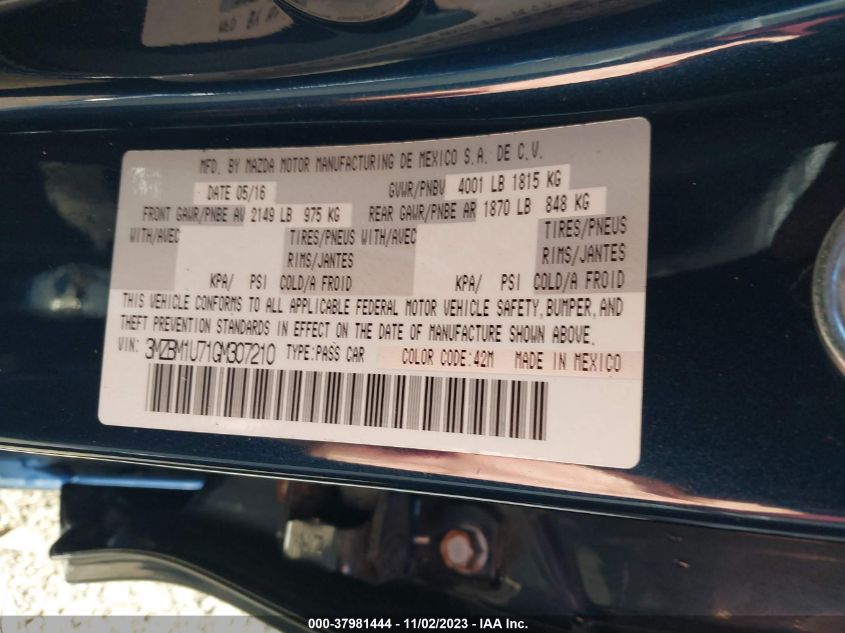 MFD. BY MAZDA MOTOR MANUFACTURING DE MEXICO S.A. DE C.V.
DATE 05/16 GVWR/PNBV 4001 LB 1815 KG
FRONT GAWR/PNBE AV 2149 LB 975 KG REAR GAWR/PNBE AR 1870 LB 848 KG
WITH/AVEC TIRES/PNEUS WITH/AVEC TIRES/PNEUS
RIMS/JANTES RIMS/JANTES
KPA/ PSI COLD/A FROID KPA/ PSI COLD/A FROID
THIS VEHICLE CONFORMS TO ALL APPLICABLE FEDERAL MOTOR VEHICLE SAFETY, BUMPER, AND
THEFT PREVENTION STANDARDS IN EFFECT ON THE DATE OF MANUFACTURE SHOWN ABOVE.
VIN: 3MZBM1U71GM307210 TYPE:PASS CAR COLOR CODE:42M MADE IN MEXICO
000-37981444 - 11/02/2023 - IAA Inc.